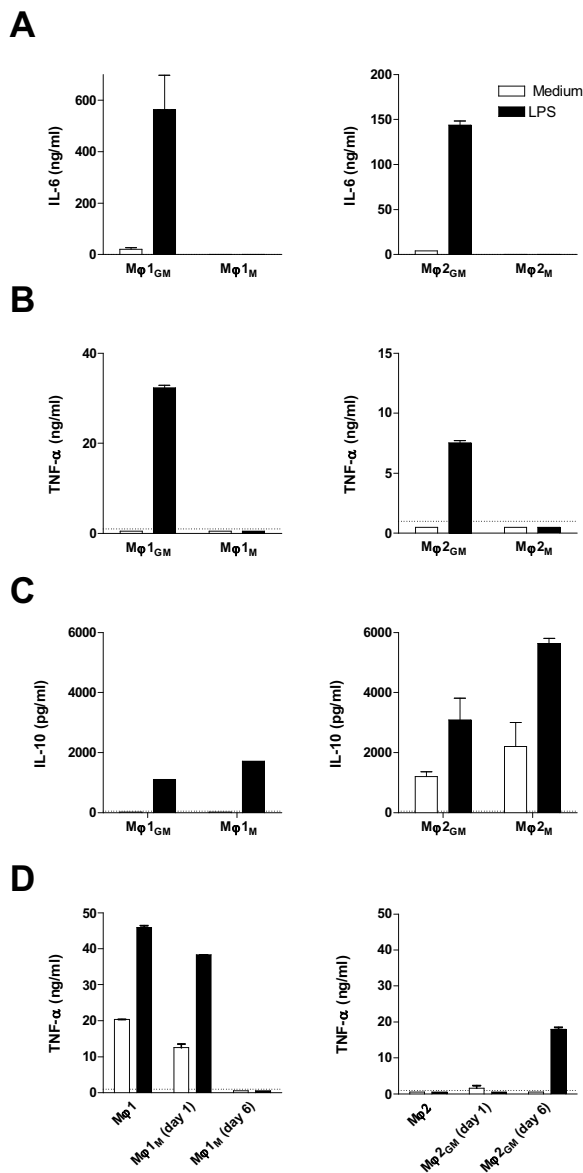 A
IL-6 (ng/ml)
600
400
200
0
Mφ1GM Mφ1M
IL-6 (ng/ml)
200
150
100
50
0
Mφ2GM Mφ2M
Medium
LPS
B
TNF-α (ng/ml)
40
20
0
Mφ1GM Mφ1M
TNF-α (ng/ml)
15
10
5
0
Mφ2GM Mφ2M
C
IL-10 (pg/ml)
6000
4000
2000
0
Mφ1GM Mφ1M
IL-10 (pg/ml)
6000
4000
2000
0
Mφ2GM Mφ2M
D
TNF-α (ng/ml)
50
40
30
20
10
0
Mφ1
Mφ1M (day 1)
Mφ1M (day 6)
TNF-α (ng/ml)
50
40
30
20
10
0
Mφ2
Mφ2GM (day 1)
Mφ2GM (day 6)